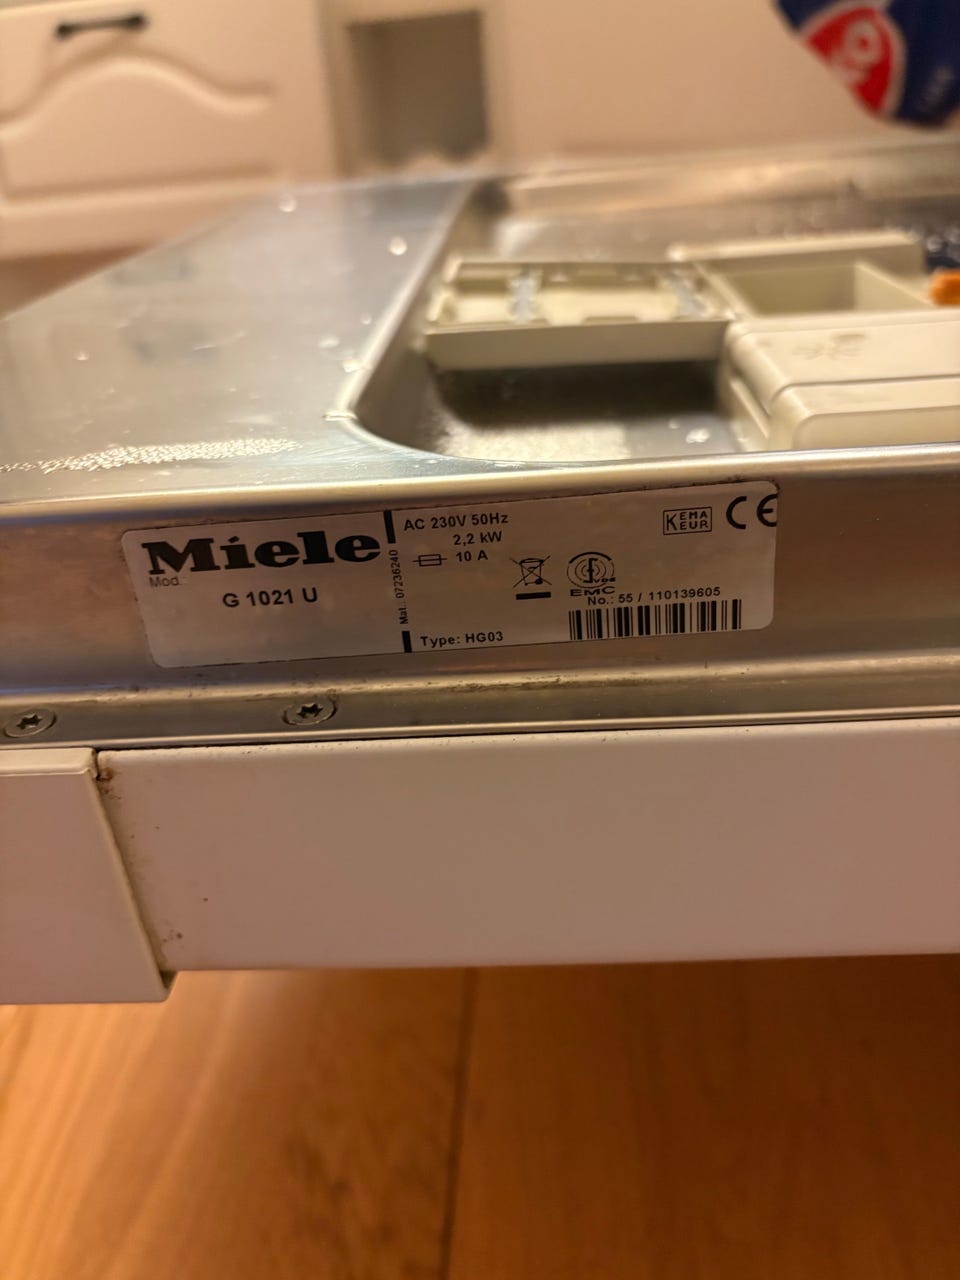 Miele
Mod.
G 1021 U
Mat.: 07236240
AC 230V 50Hz
2,2 kW
10 A
Type: HG03
KEMA
KEUR
CE
VDE
EMC
No.: 55 / 110139605